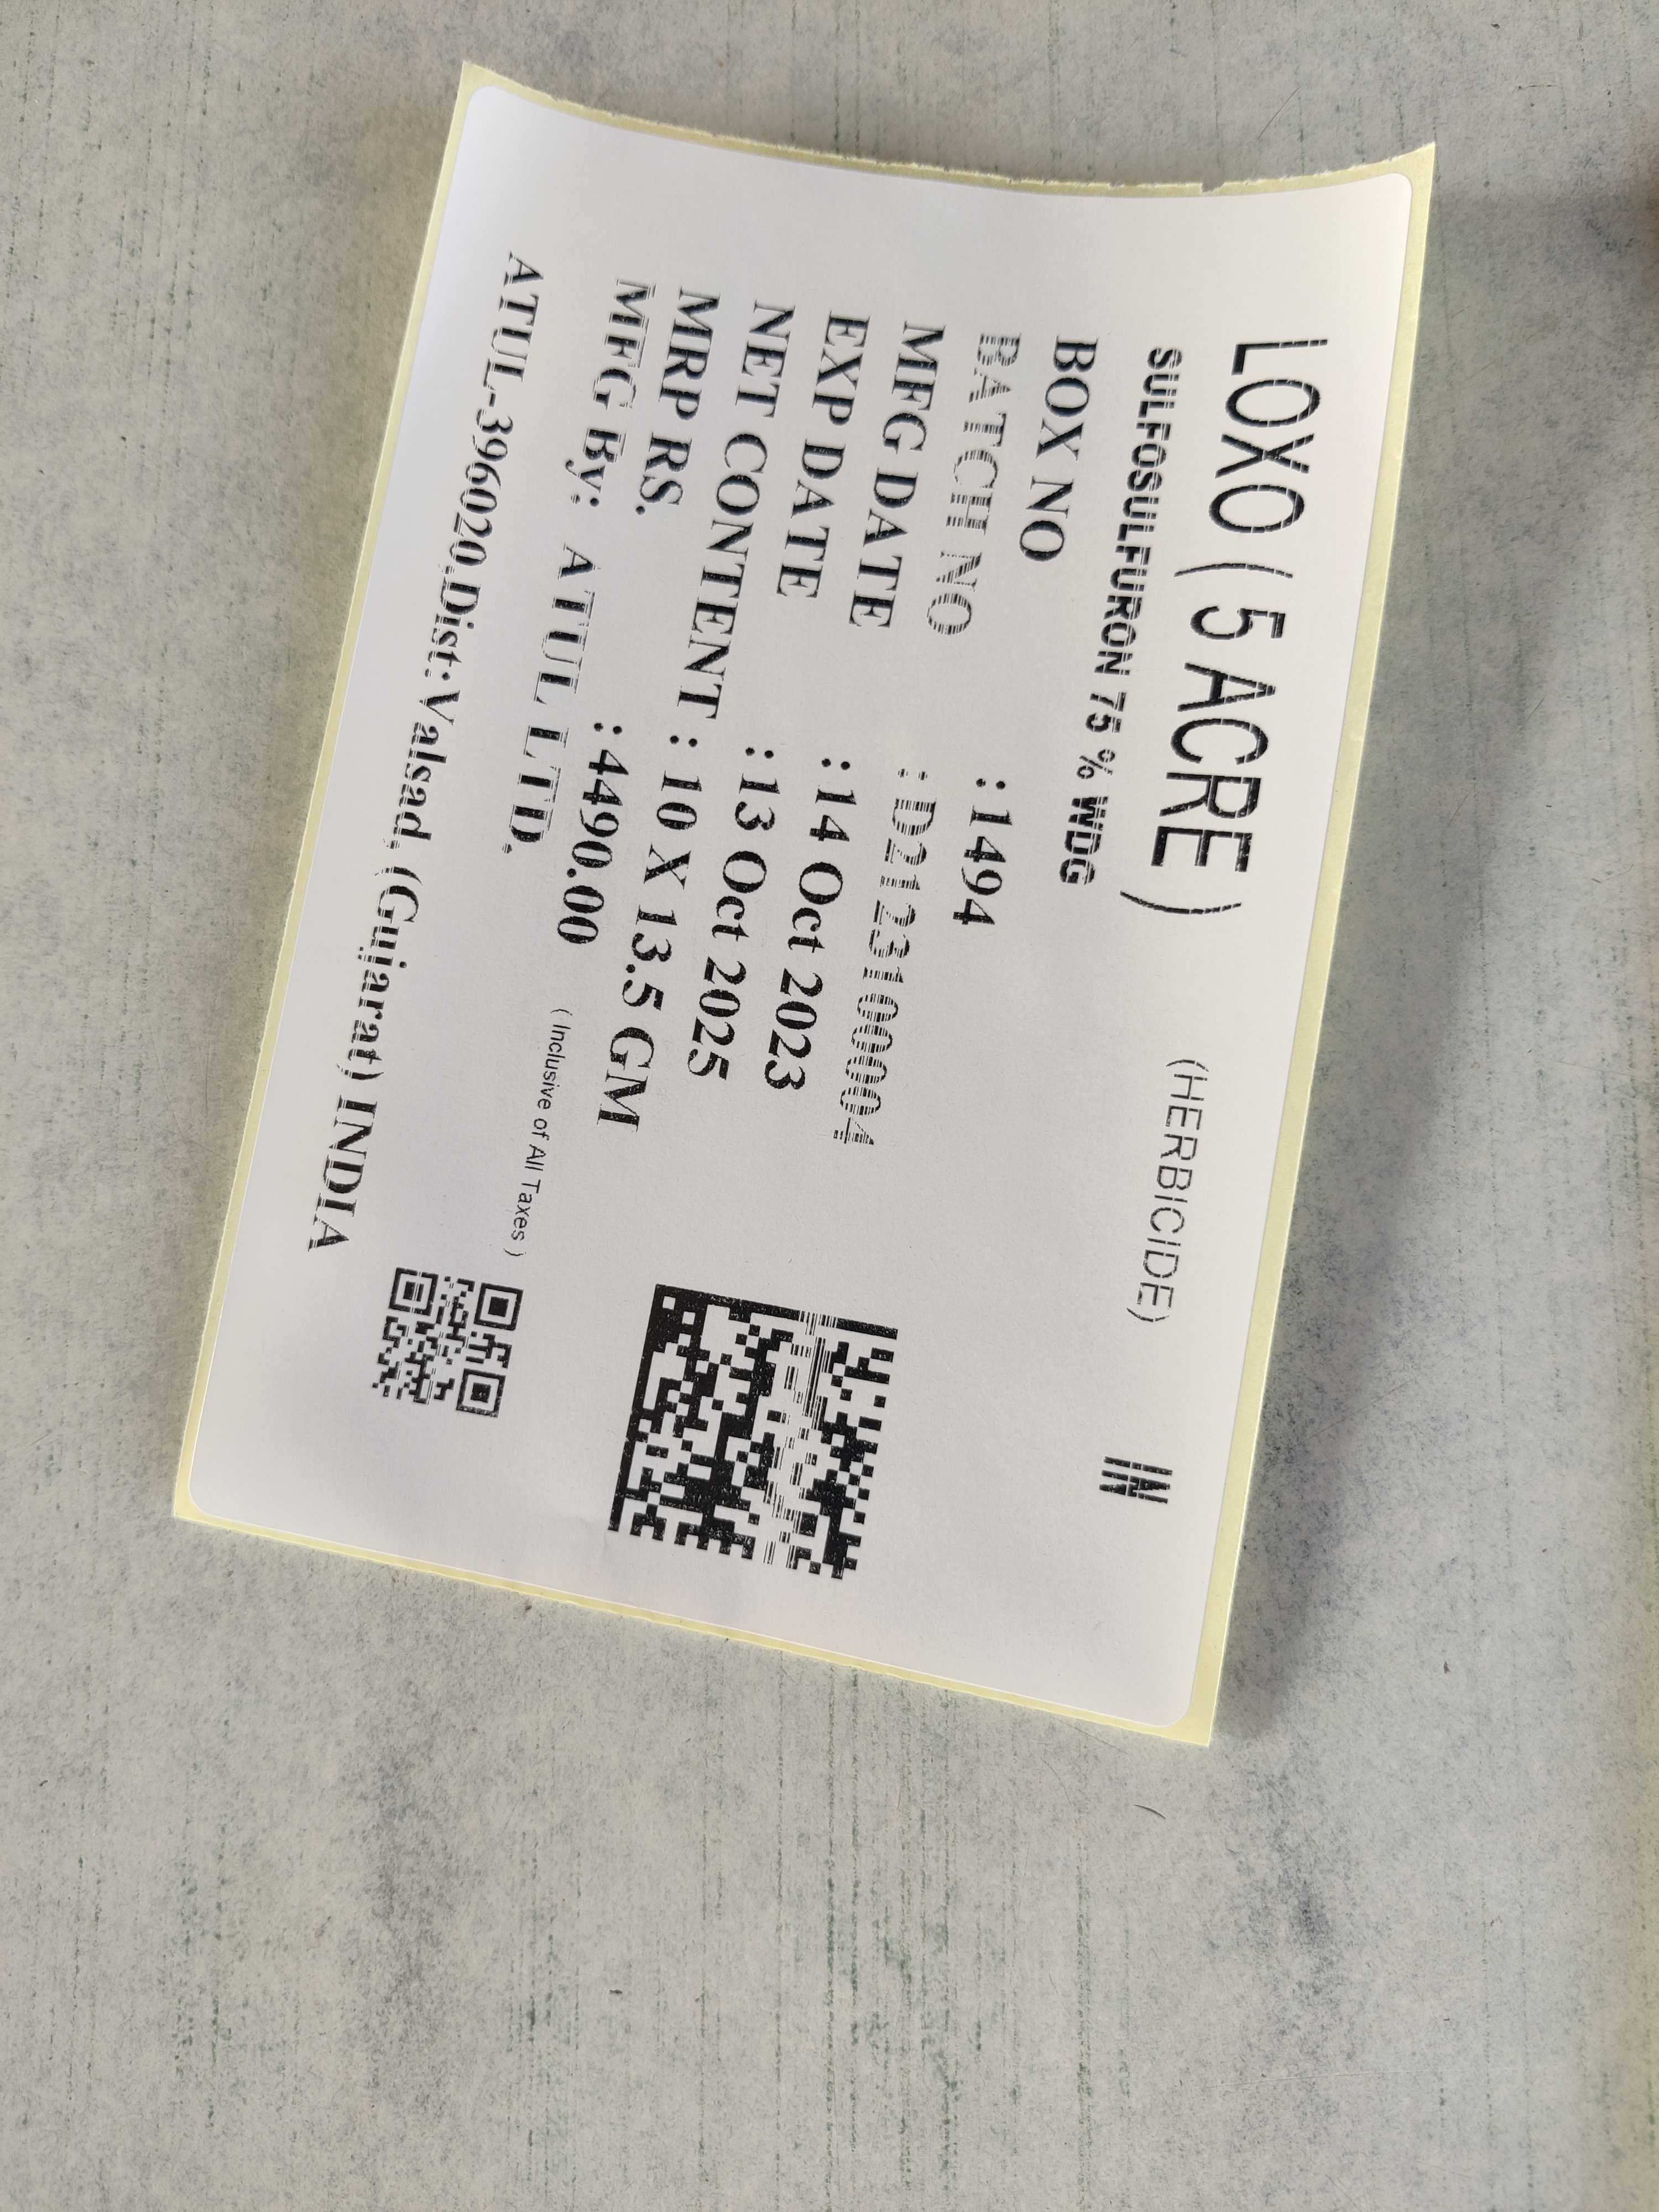 LOXO ( 5 ACRE )
(HERBICIDE)
IN
SULFOSULFURON 75 % WDG
BOX NO :1494
BATCH NO :D212310004
MFG DATE :14 Oct 2023
EXP DATE :13 Oct 2025
NET CONTENT : 10 X 13.5 GM
MRP RS. :4490.00 ( Inclusive of All Taxes )
MFG By: ATUL LTD.
ATUL-396020.Dist:Valsad. (Gujarat) INDIA